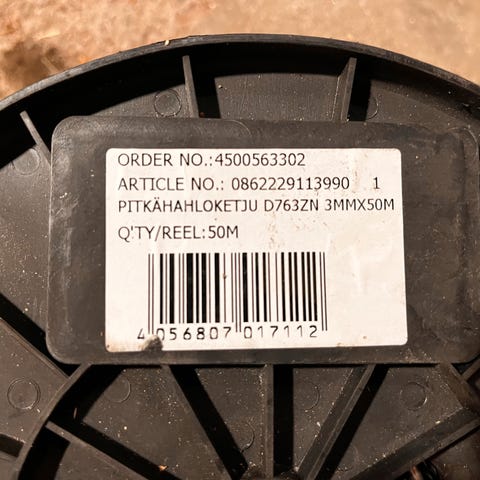 ORDER NO.:4500563302
ARTICLE NO.: 0862229113990 1
PITKÄHAHLOKETJU D763ZN 3MMX50M
Q'TY/REEL:50M
4 056807 017112